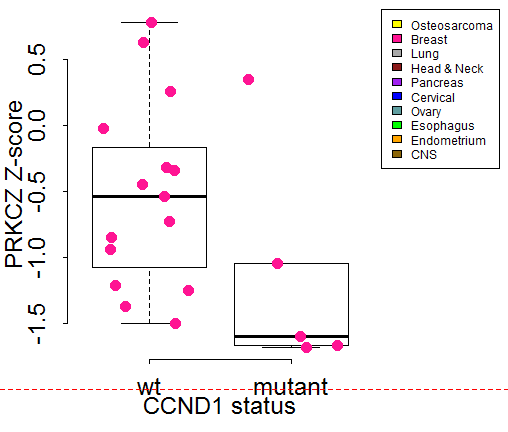 PRKCZ Z-score
0.5
0.0
-0.5
-1.0
-1.5
wt
mutant
CCND1 status
Osteosarcoma
Breast
Lung
Head & Neck
Pancreas
Cervical
Ovary
Esophagus
Endometrium
CNS